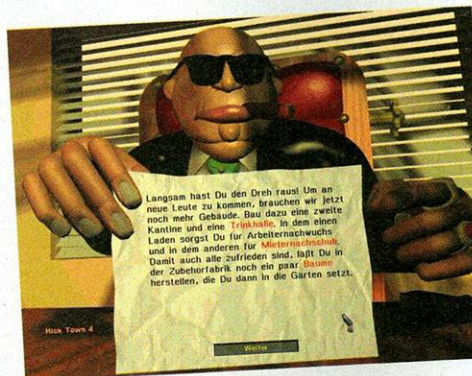 Langsam hast Du den Dreh raus! Um an
neue Leute zu kommen, brauchen wir jetzt
noch mehr Gebäude. Bau dazu eine zweite
Kantine und eine Trinkhalle. In dem einen
Laden sorgst Du für Arbeiternachwuchs
und in dem anderen für Mieternachschub.
Damit auch alle zufrieden sind, laßt Du in
der Zubehörfabrik noch ein paar Bäume
herstellen, die Du dann in die Gärten setzt.
Hick Town 4
Weiter